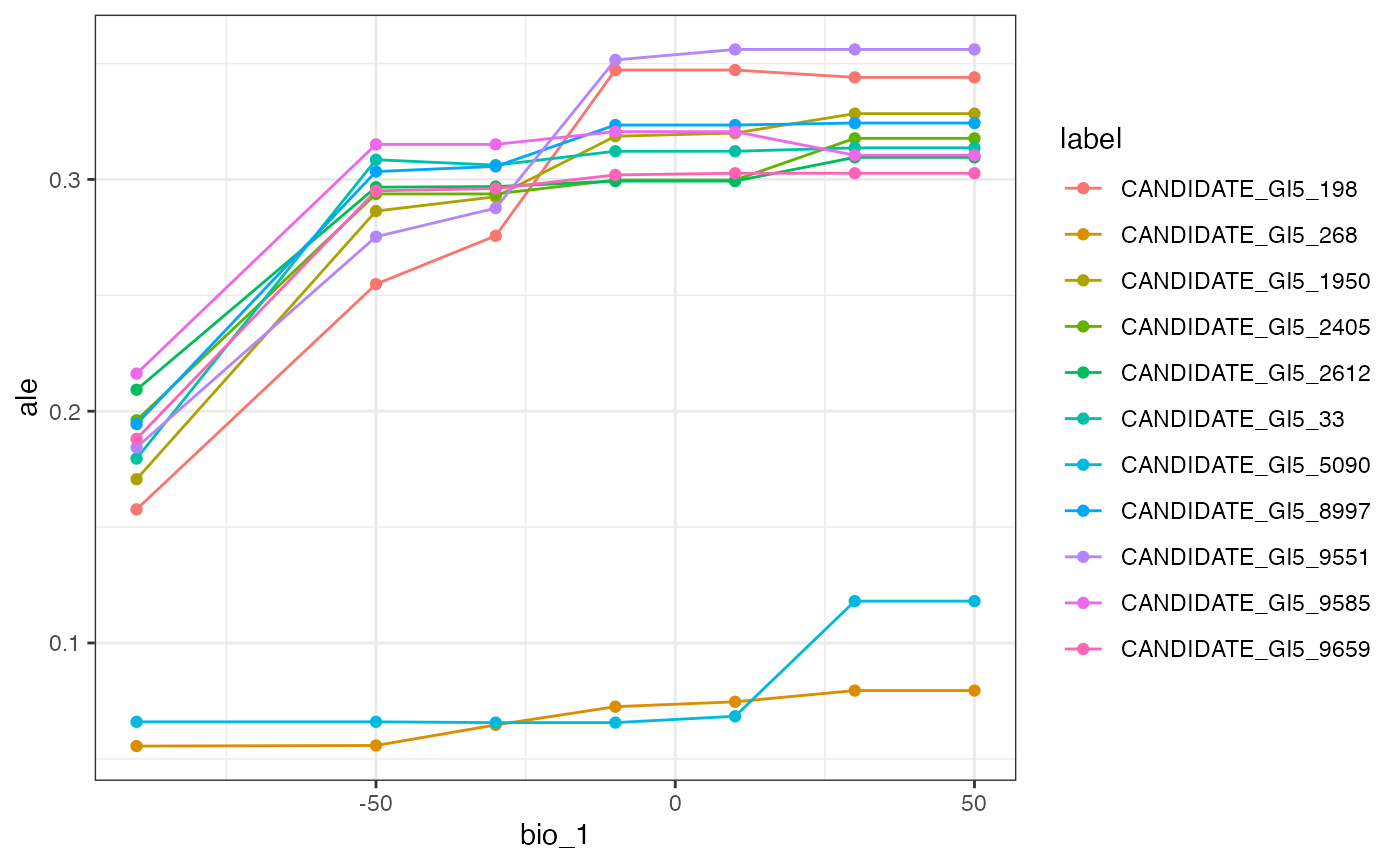 0.3
0.2
0.1
ale
-50
0
50
bio_1
label
CANDIDATE_GI5_198
CANDIDATE_GI5_268
CANDIDATE_GI5_1950
CANDIDATE_GI5_2405
CANDIDATE_GI5_2612
CANDIDATE_GI5_33
CANDIDATE_GI5_5090
CANDIDATE_GI5_8997
CANDIDATE_GI5_9551
CANDIDATE_GI5_9585
CANDIDATE_GI5_9659